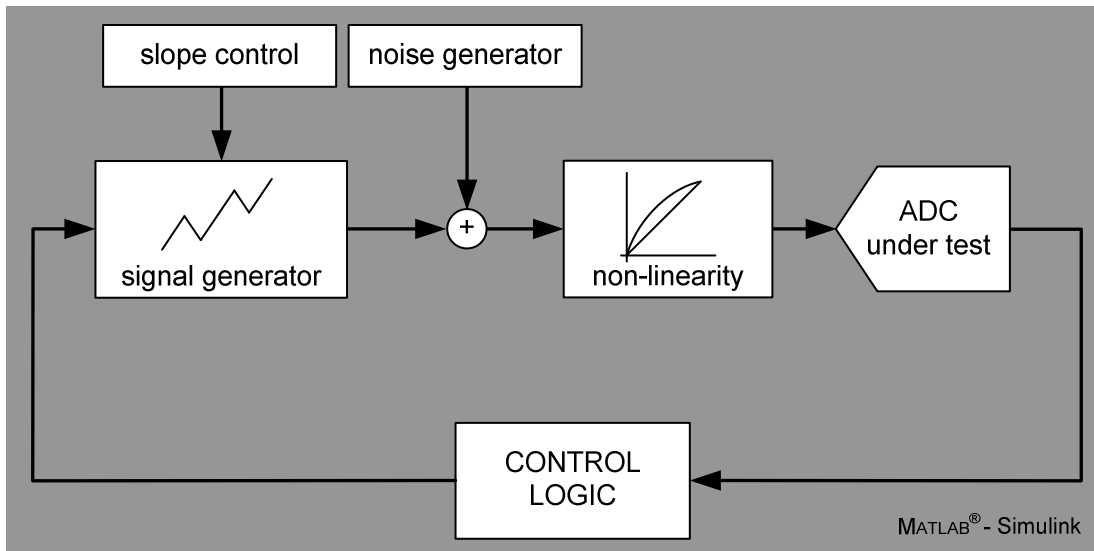 slope control
noise generator
signal generator
+
non-linearity
ADC
under test
CONTROL
LOGIC
MATLAB® - Simulink